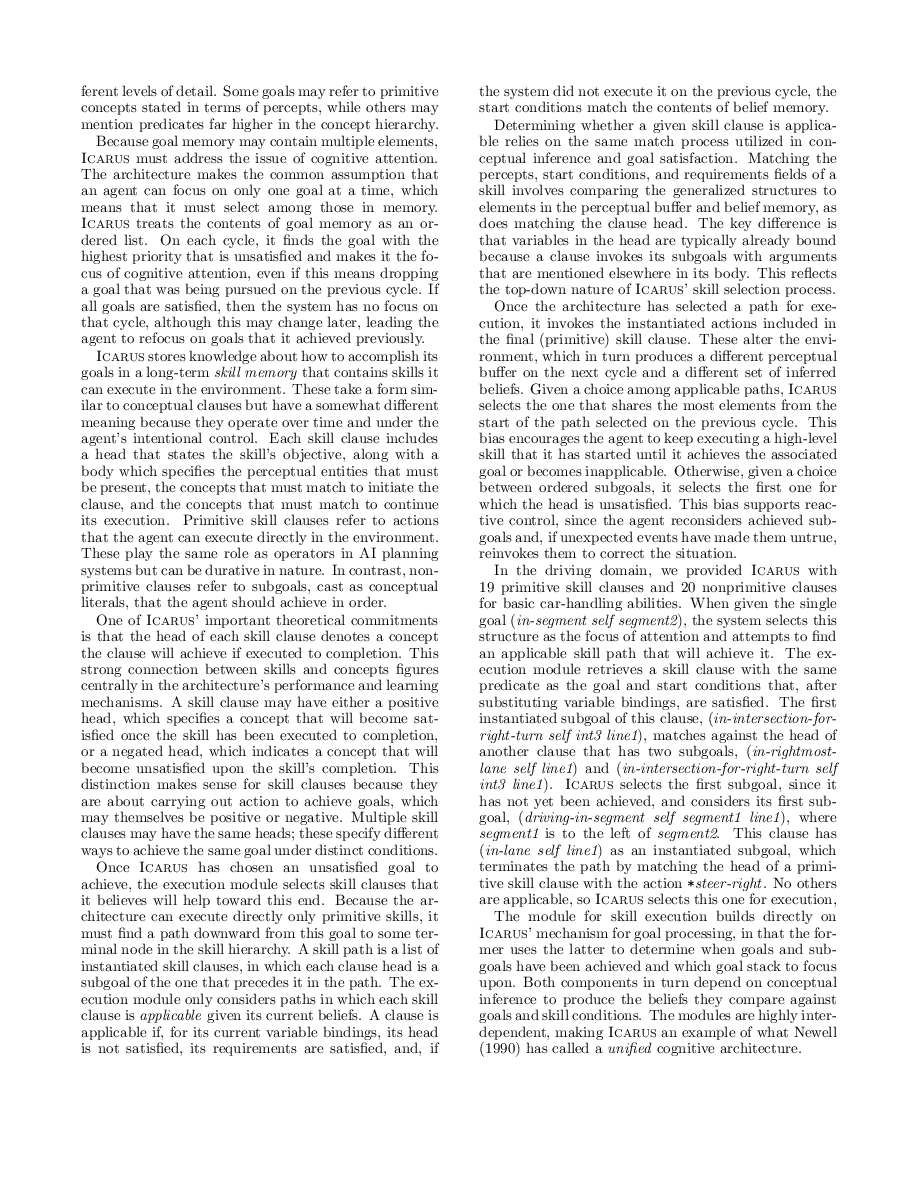 ferent levels of detail. Some goals may refer to primitive
concepts stated in terms of percepts, while others may
mention predicates far higher in the concept hierarchy.
Because goal memory may contain multiple elements,
ICARUS must address the issue of cognitive attention.
The architecture makes the common assumption that
an agent can focus on only one goal at a time, which
means that it must select among those in memory.
ICARUS treats the contents of goal memory as an or-
dered list. On each cycle, it finds the goal with the
highest priority that is unsatisfied and makes it the fo-
cus of cognitive attention, even if this means dropping
a goal that was being pursued on the previous cycle. If
all goals are satisfied, then the system has no focus on
that cycle, although this may change later, leading the
agent to refocus on goals that it achieved previously.
ICARUS stores knowledge about how to accomplish its
goals in a long-term skill memory that contains skills it
can execute in the environment. These take a form sim-
ilar to conceptual clauses but have a somewhat different
meaning because they operate over time and under the
agent's intentional control. Each skill clause includes
a head that states the skill's objective, along with a
body which specifies the perceptual entities that must
be present, the concepts that must match to initiate the
clause, and the concepts that must match to continue
its execution. Primitive skill clauses refer to actions
that the agent can execute directly in the environment.
These play the same role as operators in AI planning
systems but can be durative in nature. In contrast, non-
primitive clauses refer to subgoals, cast as conceptual
literals, that the agent should achieve in order.
One of ICARUS' important theoretical commitments
is that the head of each skill clause denotes a concept
the clause will achieve if executed to completion. This
strong connection between skills and concepts figures
centrally in the architecture's performance and learning
mechanisms. A skill clause may have either a positive
head, which specifies a concept that will become sat-
isfied once the skill has been executed to completion,
or a negated head, which indicates a concept that will
become unsatisfied upon the skill's completion. This
distinction makes sense for skill clauses because they
are about carrying out action to achieve goals, which
may themselves be positive or negative. Multiple skill
clauses may have the same heads; these specify different
ways to achieve the same goal under distinct conditions.
Once ICARUS has chosen an unsatisfied goal to
achieve, the execution module selects skill clauses that
it believes will help toward this end. Because the ar-
chitecture can execute directly only primitive skills, it
must find a path downward from this goal to some ter-
minal node in the skill hierarchy. A skill path is a list of
instantiated skill clauses, in which each clause head is a
subgoal of the one that precedes it in the path. The ex-
ecution module only considers paths in which each skill
clause is applicable given its current beliefs. A clause is
applicable if, for its current variable bindings, its head
is not satisfied, its requirements are satisfied, and, if
the system did not execute it on the previous cycle, the
start conditions match the contents of belief memory.
Determining whether a given skill clause is applica-
ble relies on the same match process utilized in con-
ceptual inference and goal satisfaction. Matching the
percepts, start conditions, and requirements fields of a
skill involves comparing the generalized structures to
elements in the perceptual buffer and belief memory, as
does matching the clause head. The key difference is
that variables in the head are typically already bound
because a clause invokes its subgoals with arguments
that are mentioned elsewhere in its body. This reflects
the top-down nature of ICARUS' skill selection process.
Once the architecture has selected a path for exe-
cution, it invokes the instantiated actions included in
the final (primitive) skill clause. These alter the envi-
ronment, which in turn produces a different perceptual
buffer on the next cycle and a different set of inferred
beliefs. Given a choice among applicable paths, ICARUS
selects the one that shares the most elements from the
start of the path selected on the previous cycle. This
bias encourages the agent to keep executing a high-level
skill that it has started until it achieves the associated
goal or becomes inapplicable. Otherwise, given a choice
between ordered subgoals, it selects the first one for
which the head is unsatisfied. This bias supports reac-
tive control, since the agent reconsiders achieved sub-
goals and, if unexpected events have made them untrue,
reinvokes them to correct the situation.
In the driving domain, we provided ICARUS with
19 primitive skill clauses and 20 nonprimitive clauses
for basic car-handling abilities. When given the single
goal (in-segment self segment2), the system selects this
structure as the focus of attention and attempts to find
an applicable skill path that will achieve it. The ex-
ecution module retrieves a skill clause with the same
predicate as the goal and start conditions that, after
substituting variable bindings, are satisfied. The first
instantiated subgoal of this clause, (in-intersection-for-
right-turn self int3 line1), matches against the head of
another clause that has two subgoals, (in-rightmost-
lane self line1) and (in-intersection-for-right-turn self
int3 line1). ICARUS selects the first subgoal, since it
has not yet been achieved, and considers its first sub-
goal, (driving-in-segment self segment1 line1), where
segment1 is to the left of segment2. This clause has
(in-lane self line1) as an instantiated subgoal, which
terminates the path by matching the head of a primi-
tive skill clause with the action *steer-right. No others
are applicable, so ICARUS selects this one for execution,
The module for skill execution builds directly on
ICARUS' mechanism for goal processing, in that the for-
mer uses the latter to determine when goals and sub-
goals have been achieved and which goal stack to focus
upon. Both components in turn depend on conceptual
inference to produce the beliefs they compare against
goals and skill conditions. The modules are highly inter-
dependent, making ICARUS an example of what Newell
(1990) has called a unified cognitive architecture.